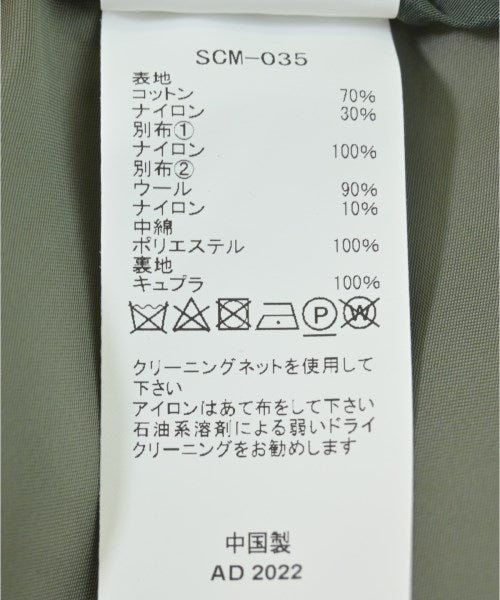 SCM-035
表地
コットン 70%
ナイロン 30%
別布①
ナイロン 100%
別布②
ウール 90%
ナイロン 10%
中綿
ポリエステル 100%
裏地
キュプラ 100%
P W
クリーニングネットを使用して
下さい
アイロンはあて布をして下さい
石油系溶剤による弱いドライ
クリーニングをお勧めします
中国製
AD 2022